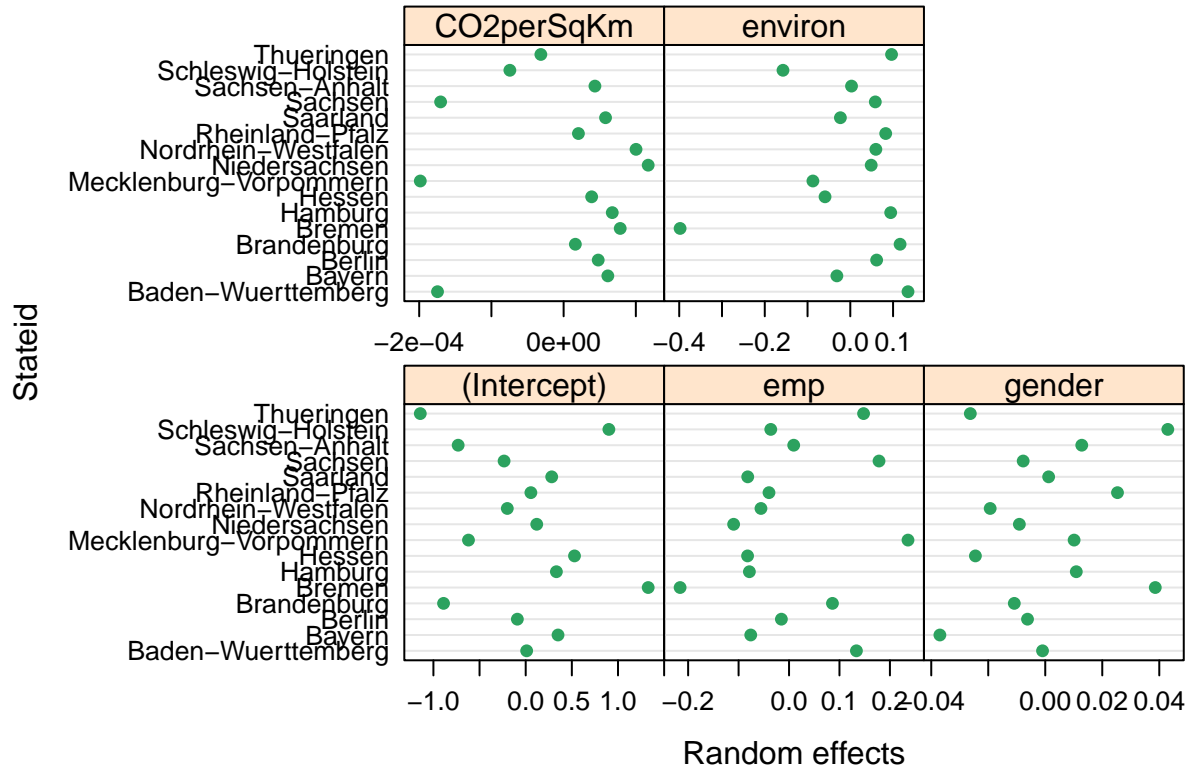 CO2perSqKm environ
Thueringen
Schleswig−Holstein
Sachsen−Anhalt
Sachsen
Saarland
Rheinland−Pfalz
Nordrhein−Westfalen
Niedersachsen
Mecklenburg−Vorpommern
Hessen
Hamburg
Bremen
Brandenburg
Berlin
Bayern
Baden−Wuerttemberg
−2e−04 0e+00 −0.4 −0.2 0.0 0.1
Stateid
(Intercept) emp gender
Thueringen
Schleswig−Holstein
Sachsen−Anhalt
Sachsen
Saarland
Rheinland−Pfalz
Nordrhein−Westfalen
Niedersachsen
Mecklenburg−Vorpommern
Hessen
Hamburg
Bremen
Brandenburg
Berlin
Bayern
Baden−Wuerttemberg
−1.0 0.0 0.5 1.0 −0.2 0.0 0.1 0.2 −0.04 0.00 0.02 0.04
Random effects